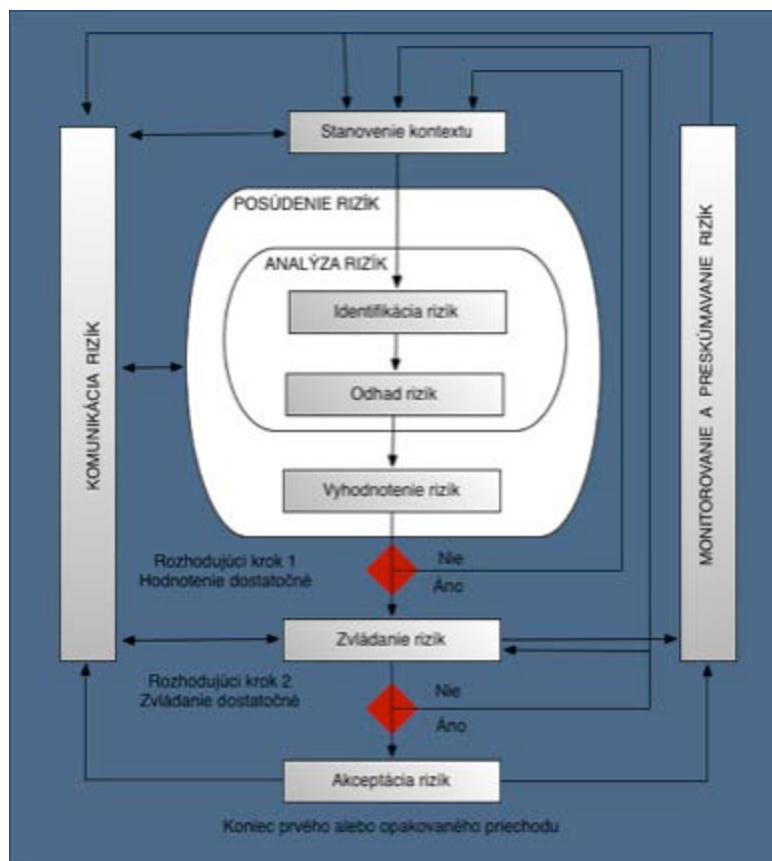 Stanovenie kontextu
POSÚDENIE RIZÍK
ANALÝZA RIZÍK
Identifikácia rizík
Odhad rizík
Vyhodnotenie rizík
KOMUNIKÁCIA RIZÍK
MONITOROVANIE A PRESKÚMAVANIE RIZÍK
Rozhodujúci krok 1
Hodnotenie dostatočné
Nie
Áno
Zvládanie rizík
Rozhodujúci krok 2
Zvládanie dostatočné
Nie
Áno
Akceptácia rizík
Koniec prvého alebo opakovaného priechodu